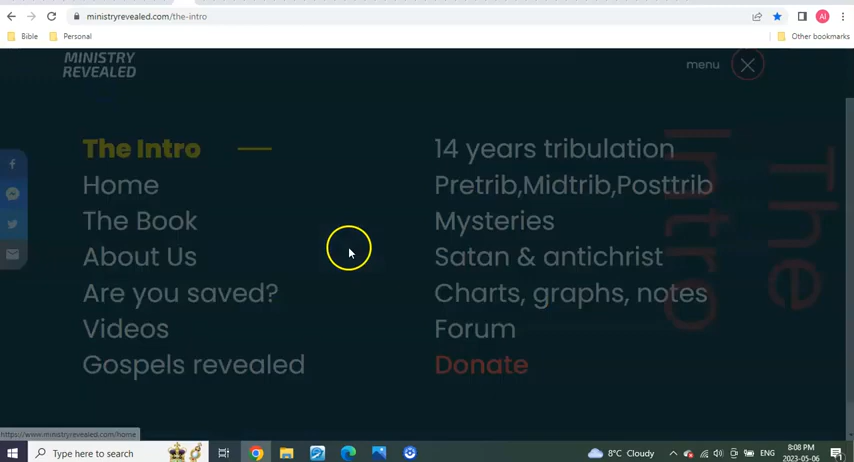 ministryrevealed.com/the-intro
AI
Bible
Personal
Other bookmarks
MINISTRY
REVEALED
menu
The Intro
Home
The Book
About Us
Are you saved?
Videos
Gospels revealed
14 years tribulation
Pretrib,Midtrib,Posttrib
Mysteries
Satan & antichrist
Charts, graphs, notes
Forum
Donate
The
Intro
https://www.ministryrevealed.com/home
Type here to search
8°C Cloudy
ENG
8:08 PM
2023-05-06